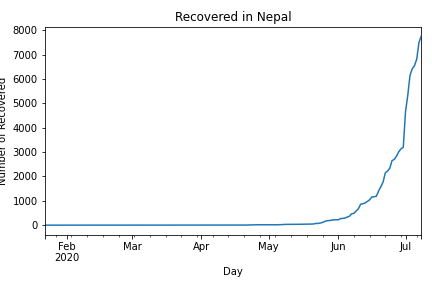 Recovered in Nepal
8000
7000
6000
5000
4000
3000
2000
1000
0
Number of Recovered
Feb
2020
Mar
Apr
May
Jun
Jul
Day